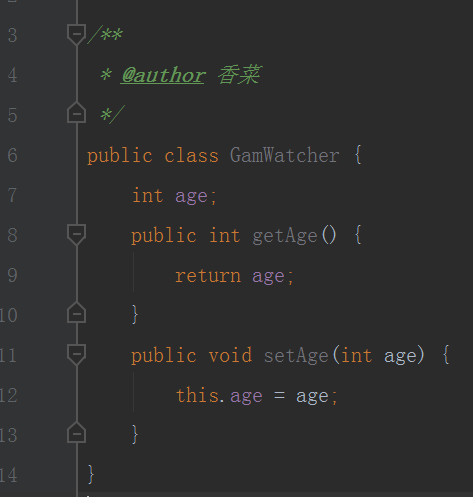 3 /**
4  * @author 香菜
5  */
6 public class GamWatcher {
7     int age;
8     public int getAge() {
9         return age;
10     }
11     public void setAge(int age) {
12         this.age = age;
13     }
14 }